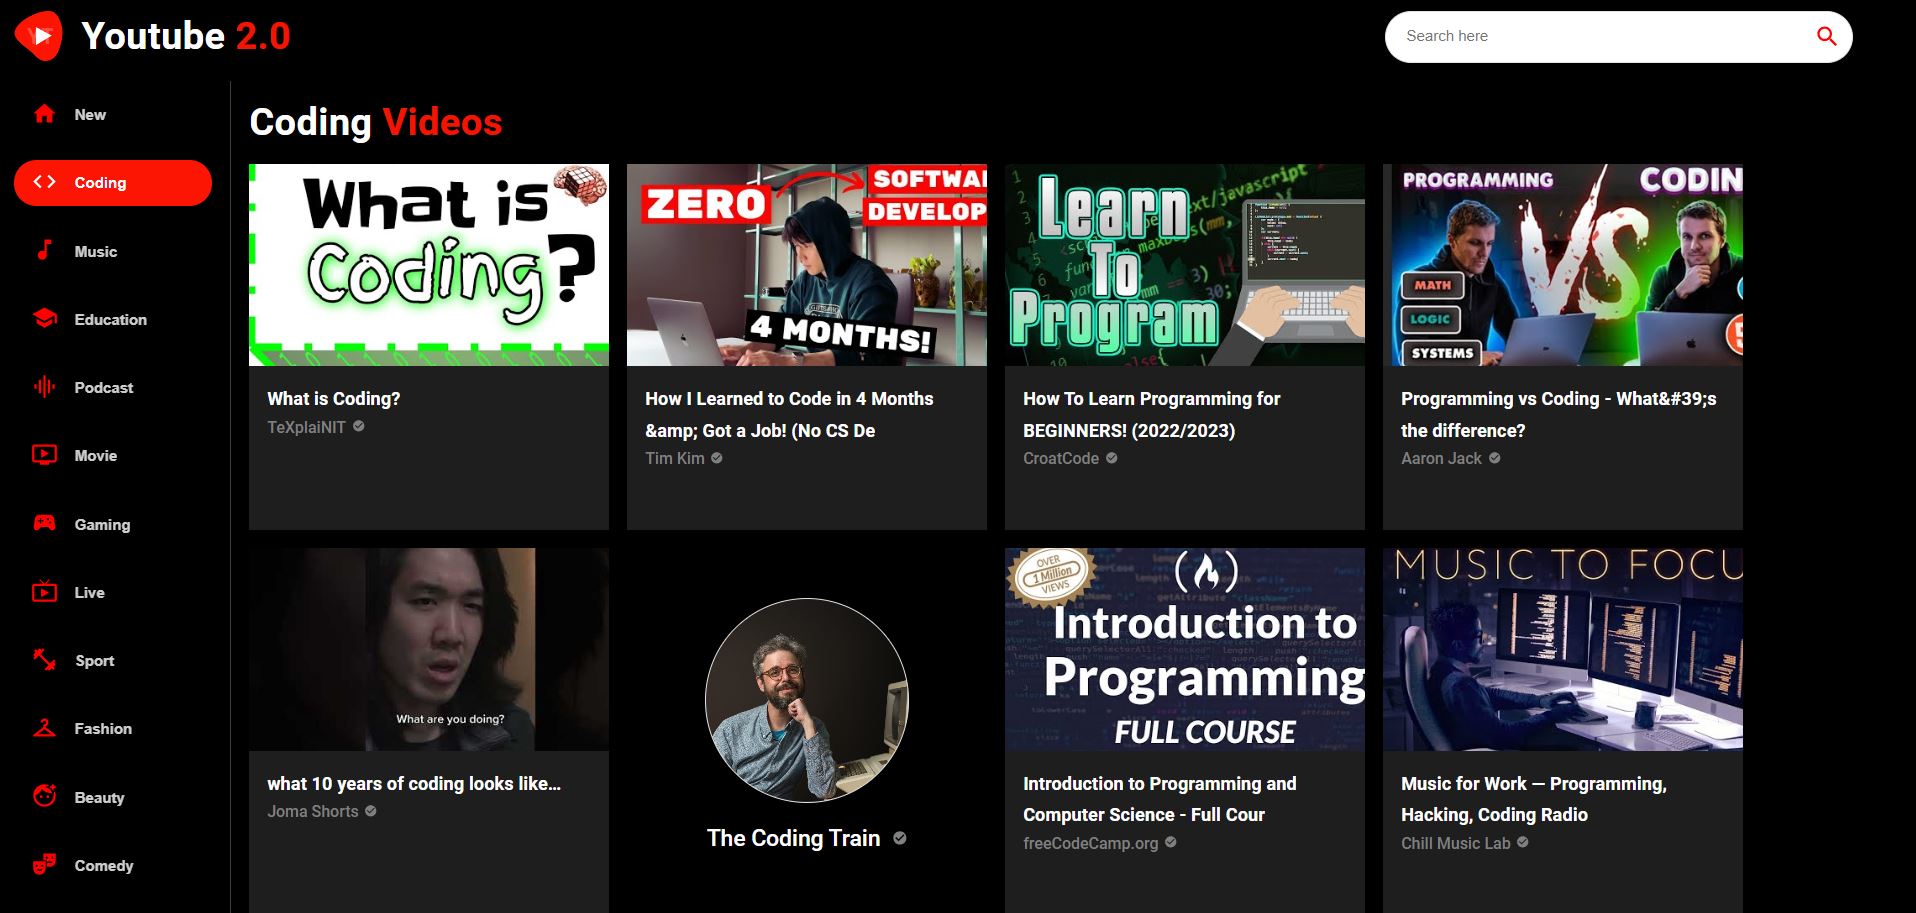 Youtube 2.0
Search here
New
Coding
Music
Education
Podcast
Movie
Gaming
Live
Sport
Fashion
Beauty
Comedy
Coding Videos
What is
Coding?
What is Coding?
TeXplaiNIT
ZERO
SOFTWA
DEVELOP
4 MONTHS!
How I Learned to Code in 4 Months
&amp; Got a Job! (No CS De
Tim Kim
Learn
To
Program
How To Learn Programming for
BEGINNERS! (2022/2023)
CroatCode
PROGRAMMING
CODIN
VS
MATH
LOGIC
SYSTEMS
Programming vs Coding - What&#39;s
the difference?
Aaron Jack
What are you doing?
what 10 years of coding looks like…
Joma Shorts
The Coding Train
OVER
1 Million
VIEWS
Introduction to
Programming
FULL COURSE
Introduction to Programming and
Computer Science - Full Cour
freeCodeCamp.org
MUSIC TO FOCU
Music for Work — Programming,
Hacking, Coding Radio
Chill Music Lab